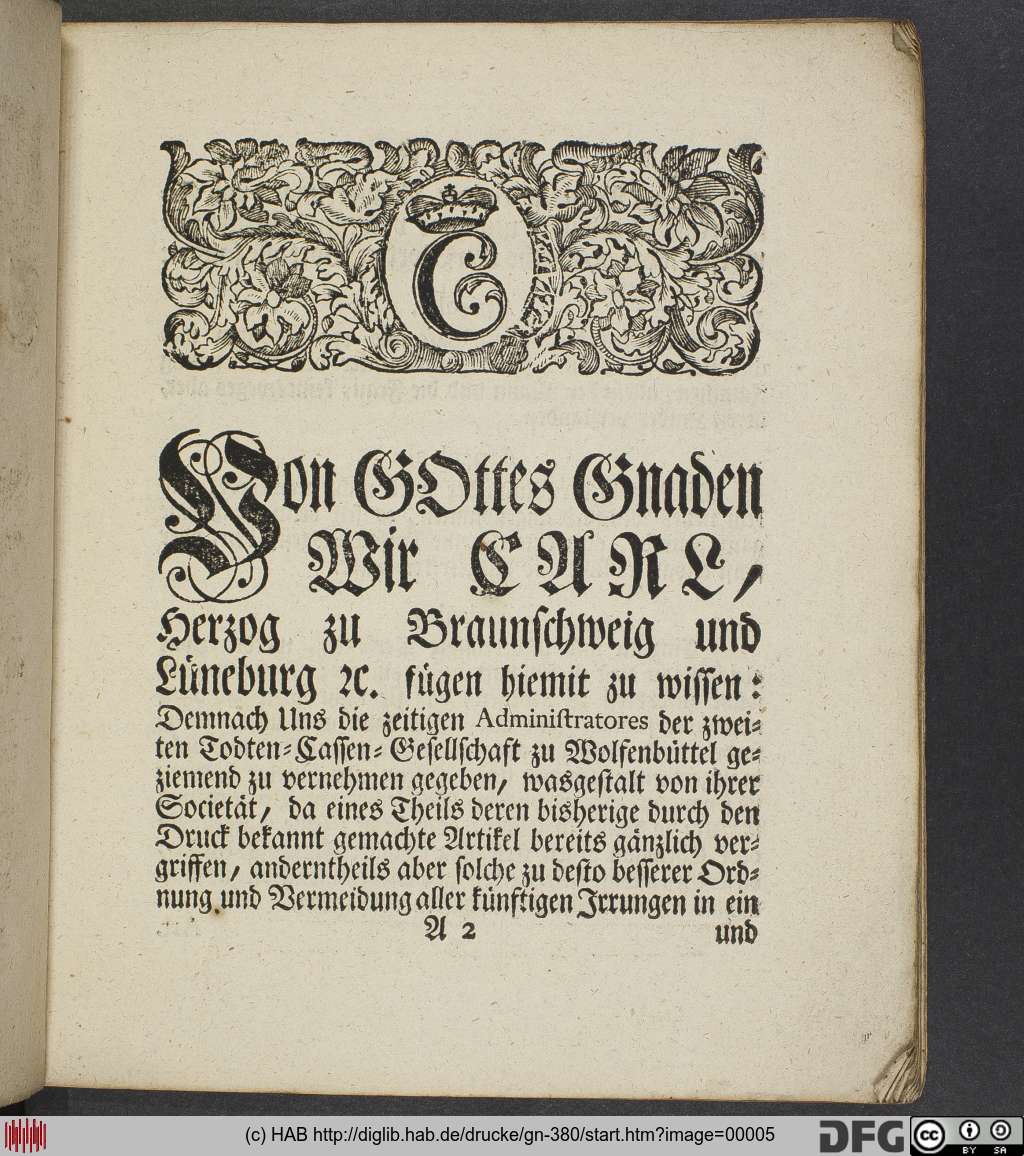 C
Von GOttes Gnaden
Wir CARL,
Herzog zu Braunschweig und
Lüneburg ꝛc. fügen hiemit zu wissen:
Demnach Uns die zeitigen Administratores der zwei-
ten Todten-Cassen-Gesellschaft zu Wolfenbüttel ge-
ziemend zu vernehmen gegeben, wasgestalt von ihrer
Societät, da eines Theils deren bisherige durch den
Druck bekannt gemachte Artikel bereits gänzlich ver-
griffen, anderntheils aber solche zu desto besserer Ord-
nung und Vermeidung aller künftigen Irrungen in ein
A 2 und
(c) HAB http://diglib.hab.de/drucke/gn-380/start.htm?image=00005
DFG cc BY SA